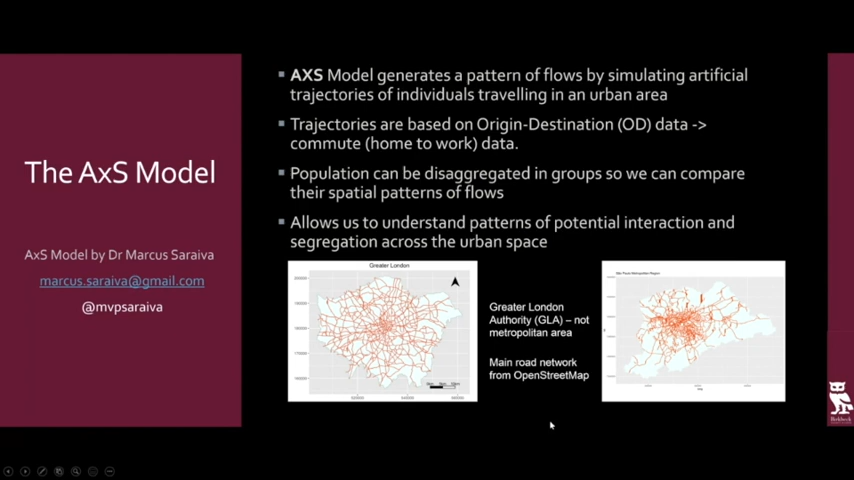 The AxS Model
AxS Model by Dr Marcus Saraiva
marcus.saraiva@gmail.com
@mvpsaraiva
AXS Model generates a pattern of flows by simulating artificial
trajectories of individuals travelling in an urban area
Trajectories are based on Origin-Destination (OD) data ->
commute (home to work) data.
Population can be disaggregated in groups so we can compare
their spatial patterns of flows
Allows us to understand patterns of potential interaction and
segregation across the urban space
Greater London
Greater London
Authority (GLA) – not
metropolitan area
Main road network
from OpenStreetMap
São Paulo Metropolitan Region